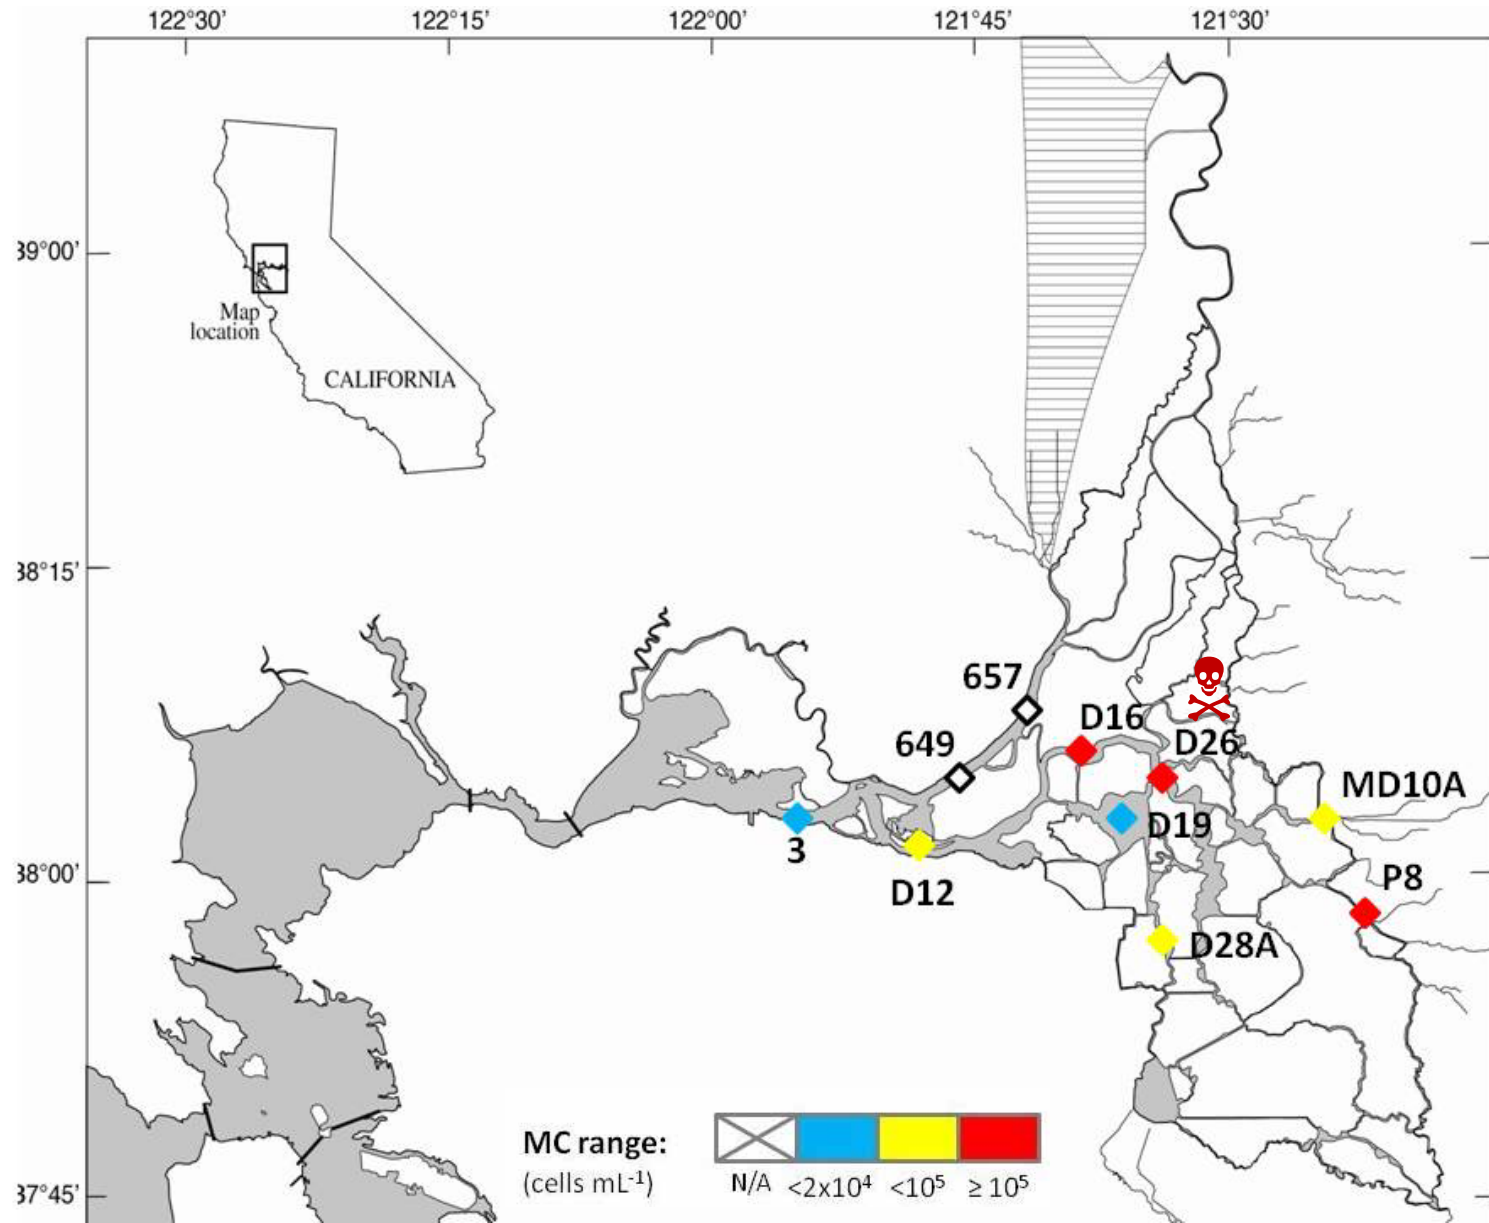 122°30' 122°15' 122°00' 121°45' 121°30'
39°00'
Map
location
CALIFORNIA
38°15'
657
D16
649
D26
MD10A
D19
3
38°00'
P8
D12
D28A
MC range:
(cells mL-1)
N/A <2x10⁴ <10⁵ ≥ 10⁵
37°45'